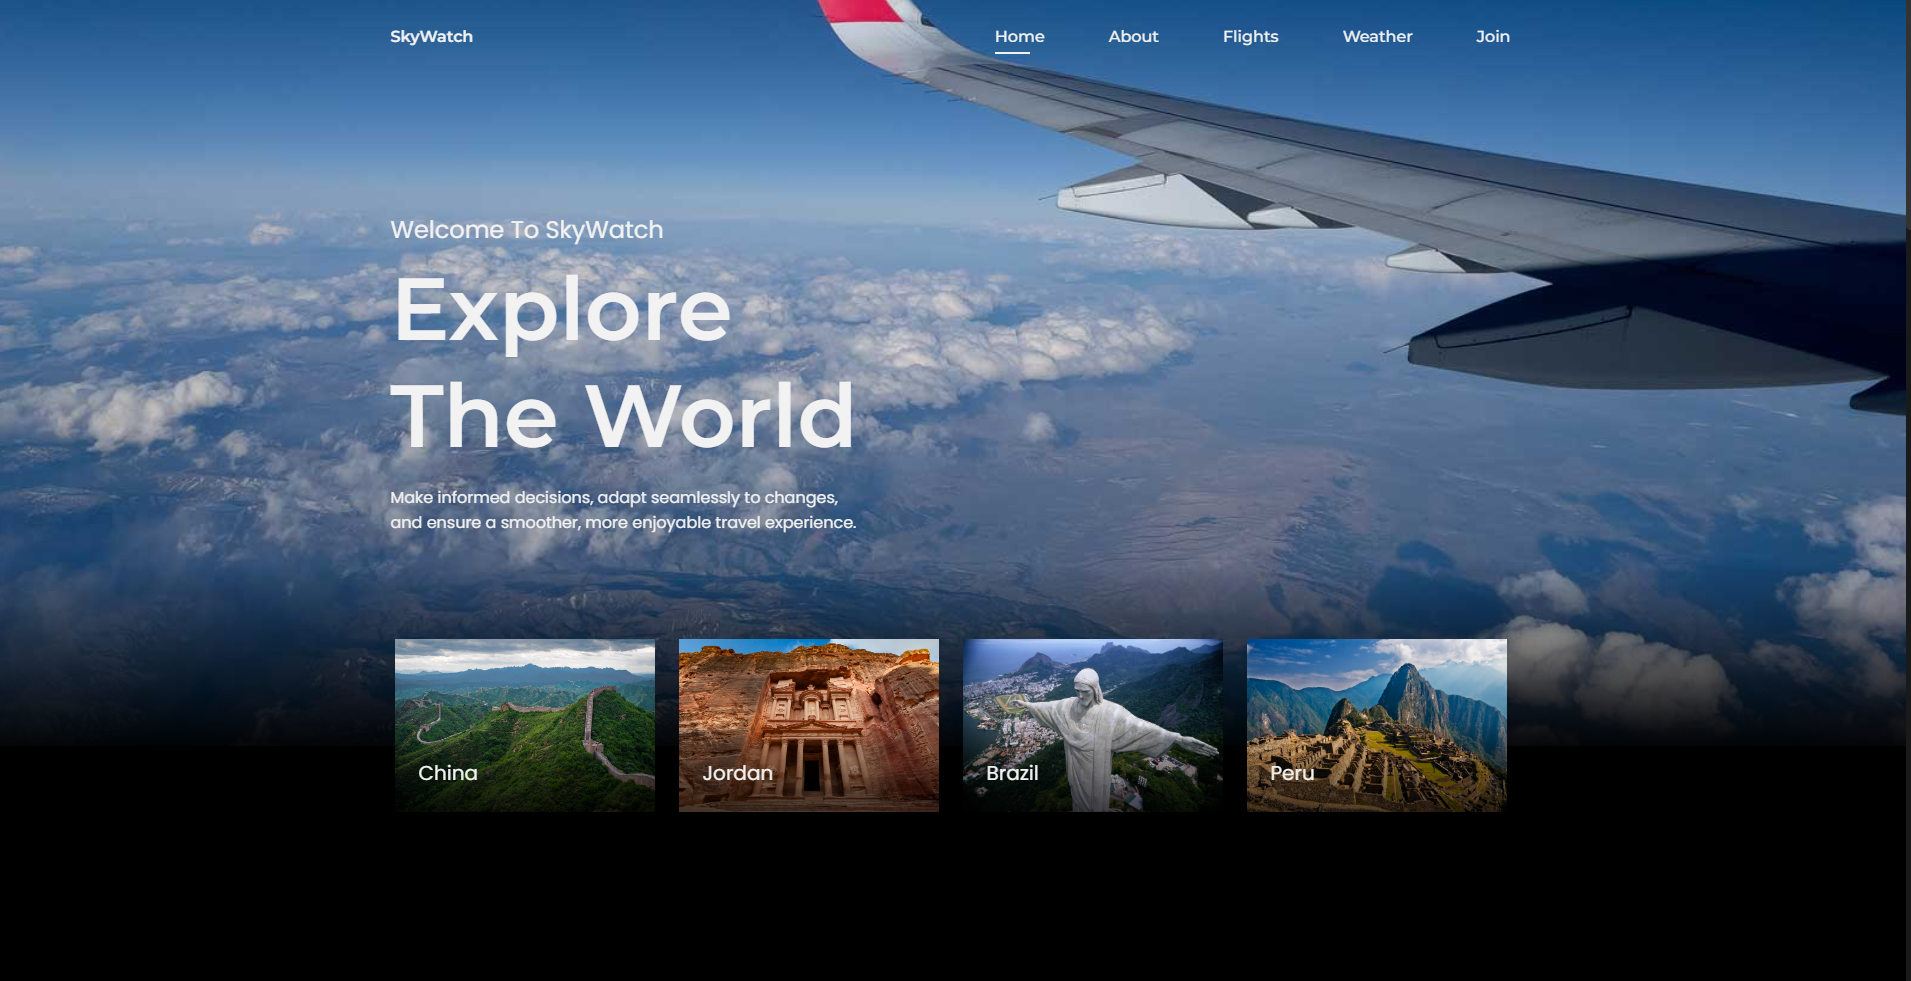 SkyWatch
Home About Flights Weather Join
Welcome To SkyWatch
Explore
The World
Make informed decisions, adapt seamlessly to changes,
and ensure a smoother, more enjoyable travel experience.
China Jordan Brazil Peru